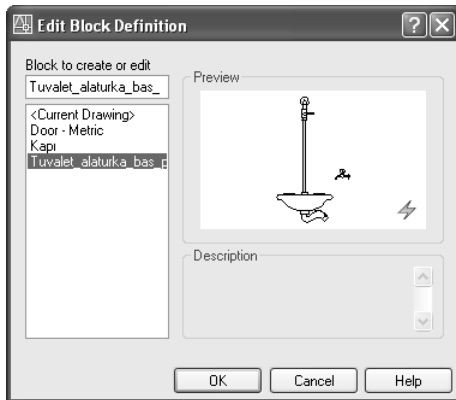 Edit Block Definition
Block to create or edit
Tuvalet_alaturka_bas_
<Current Drawing>
Door - Metric
Kapı
Tuvalet_alaturka_bas_p
Preview
Description
OK
Cancel
Help